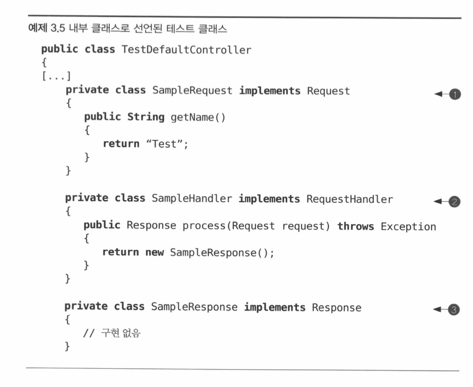 예제 3.5 내부 클래스로 선언된 테스트 클래스
public class TestDefaultController
{
[...]
private class SampleRequest implements Request ❶
{
public String getName()
{
return “Test”;
}
}
private class SampleHandler implements RequestHandler ❷
{
public Response process(Request request) throws Exception
{
return new SampleResponse();
}
}
private class SampleResponse implements Response ❸
{
// 구현 없음
}